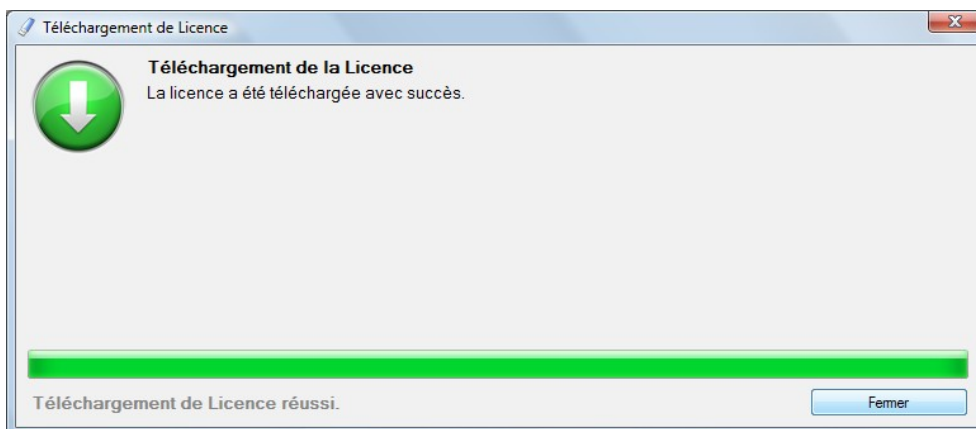 Téléchargement de Licence
Téléchargement de la Licence
La licence a été téléchargée avec succès.
Téléchargement de Licence réussi.
Fermer